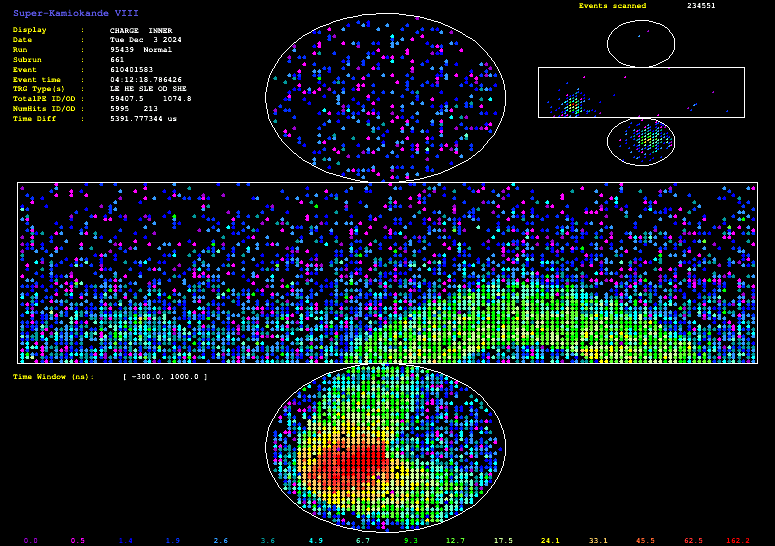 Super-Kamiokande VIII
Events scanned 234551
Display : CHARGE INNER
Date : Tue Dec 3 2024
Run : 95439 Normal
Subrun : 661
Event : 610401583
Event time : 04:12:18.786426
TRG Type(s) : LE HE SLE OD SHE
TotalPE ID/OD : 59407.5 1074.8
NumHits ID/OD : 5995 213
Time Diff : 5391.777344 us
Time Window (ns): [ -300.0, 1000.0 ]
0.0 0.5 1.9 2.6 3.6 4.9 6.7 9.3 12.7 17.5 24.1 33.1 45.5 62.5 162.2